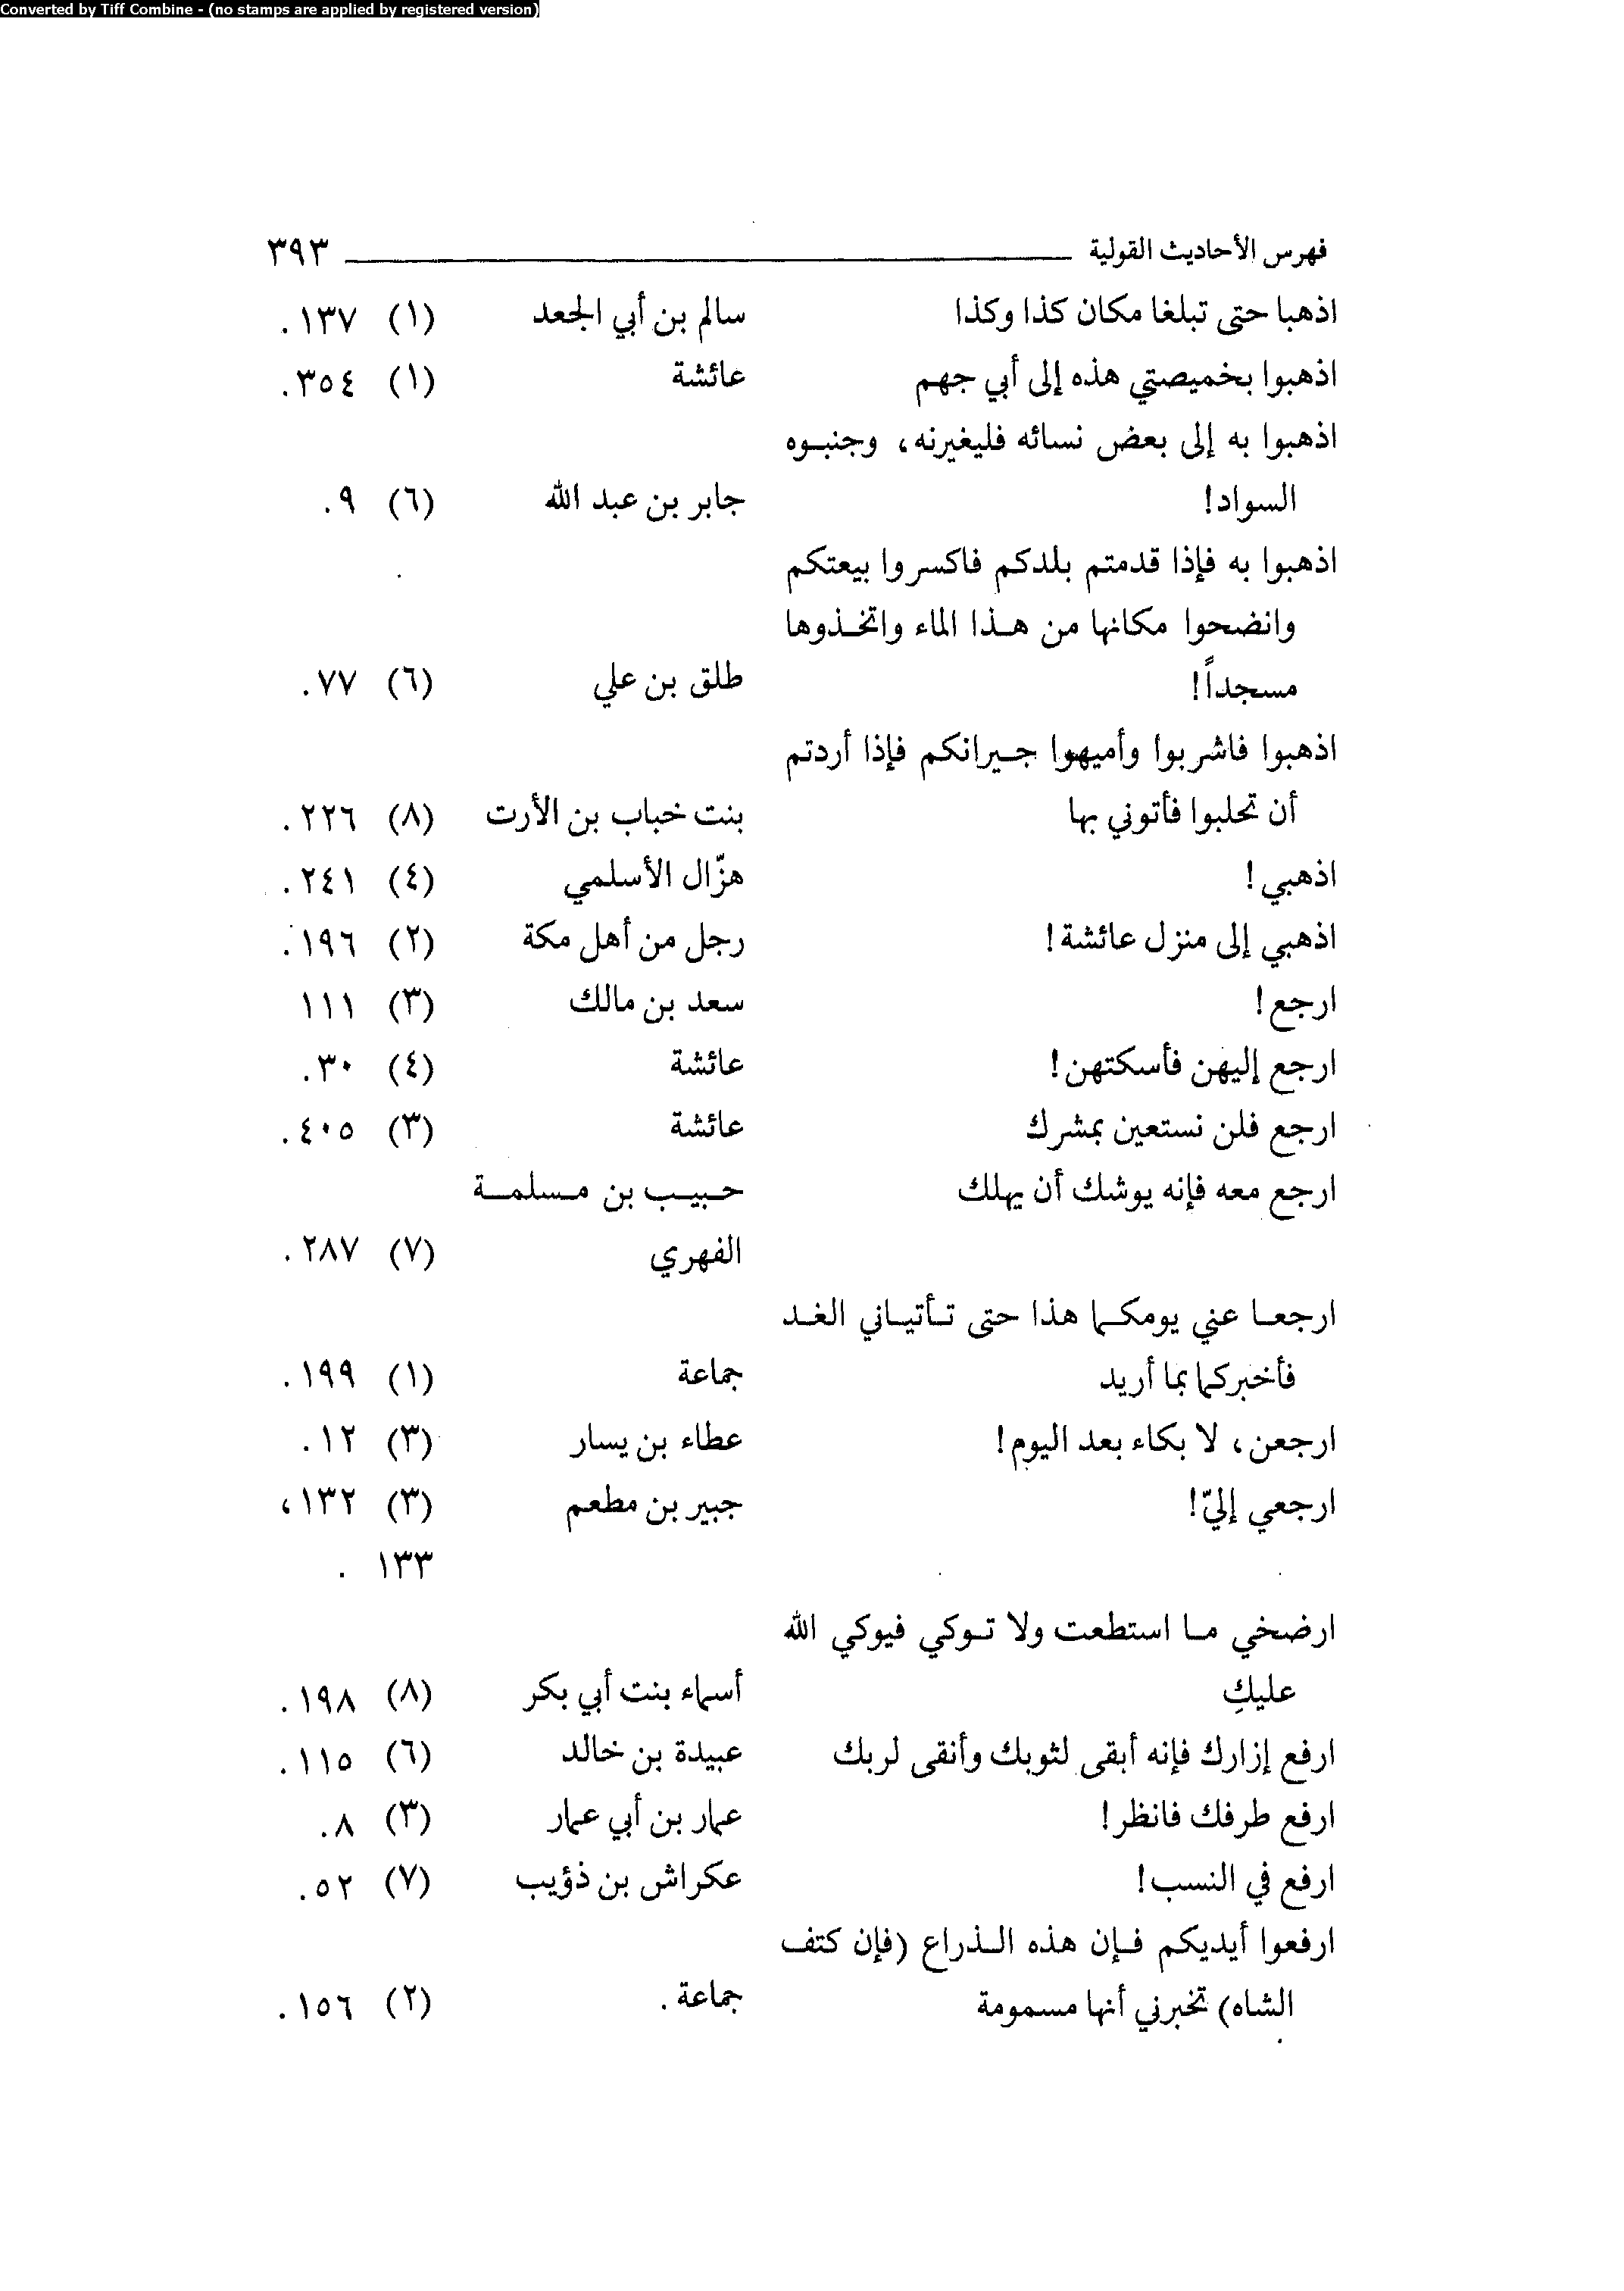 Converted by Tiff Combine - (no stamps are applied by registered version)
فهرس الأحاديث القولية ٣٩٣
اذهبا حتى تبلغا مكان كذا وكذا سالم بن أبي الجعد (١) ١٣٧.
اذهبوا بخميصتي هذه إلى أبي جهم عائشة (١) ٣٥٤.
اذهبوا به إلى بعض نسائه فليغيرنه، وجنبوه
السواد! جابر بن عبد الله (٦) ٩.
اذهبوا به فإذا قدمتم بلدكم فاكسروا بيعتكم
وانضحوا مكانها من هذا الماء واتخذوها
مسجداً! طلق بن علي (٦) ٧٧.
اذهبوا فاشربوا وأميهوا جيرانكم فإذا أردتم
أن تحلبوا فأتوني بها بنت خباب بن الأرت (٨) ٢٢٦.
اذهبي! هزّال الأسلمي (٤) ٢٤١.
اذهبي إلى منزل عائشة! رجل من أهل مكة (٢) ١٩٦.
ارجع! سعد بن مالك (٣) ١١١
ارجع إليهن فأسكتهن! عائشة (٤) ٣٠.
ارجع فلن نستعين بمشرك عائشة (٣) ٤٠٥.
ارجع معه فإنه يوشك أن يهلك حبيب بن مسلمة
الفهري (٧) ٢٨٧.
ارجعا عني يومكما هذا حتى تأتياني الغد
فأخبركما بما أريد جماعة (١) ١٩٩.
ارجعن، لا بكاء بعد اليوم! عطاء بن يسار (٣) ١٢.
ارجعي إليّ! جبير بن مطعم (٣) ١٣٢،
١٣٣ .
ارضخي ما استطعت ولا توكي فيوكي الله
عليكِ أسماء بنت أبي بكر (٨) ١٩٨.
ارفع إزارك فإنه أبقى لثوبك وأنقى لربك عبيدة بن خالد (٦) ١١٥.
ارفع طرفك فانظر! عمار بن أبي عمار (٣) ٨.
ارفع في النسب! عكراش بن ذؤيب (٧) ٥٢.
ارفعوا أيديكم فإن هذه الذراع (فإن كتف
الشاه) تخبرني أنها مسمومة جماعة . (٢) ١٥٦.